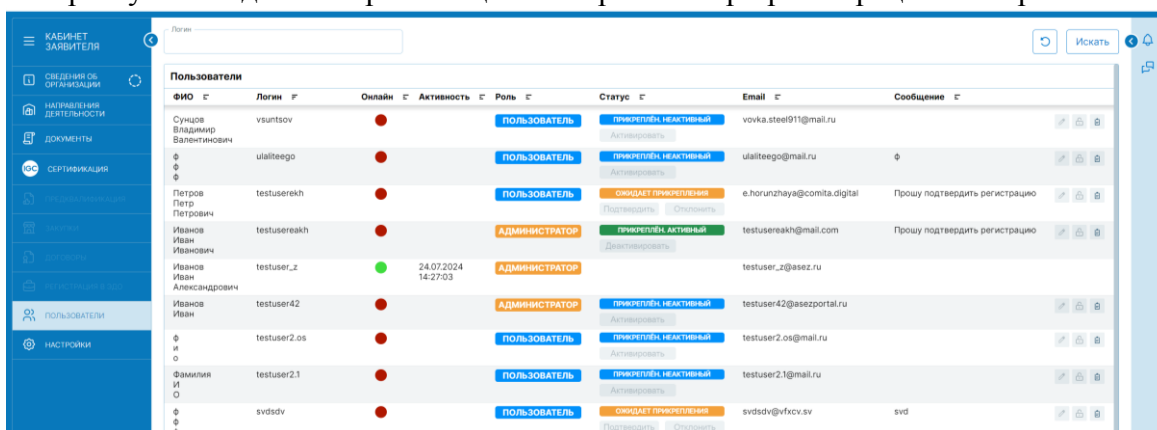 КАБИНЕТ
ЗАЯВИТЕЛЯ
Логин
Искать
СВЕДЕНИЯ ОБ
ОРГАНИЗАЦИИ
НАПРАВЛЕНИЯ
ДЕЯТЕЛЬНОСТИ
ДОКУМЕНТЫ
IGC СЕРТИФИКАЦИЯ
ПРЕДКВАЛИФИКАЦИЯ
ЗАКУПКИ
ДОГОВОРЫ
РЕГИСТРАЦИЯ В ЭДО
ПОЛЬЗОВАТЕЛИ
НАСТРОЙКИ
Пользователи
ФИО Логин Онлайн Активность Роль Статус Email Сообщение
Сунцов vsuntsov ПОЛЬЗОВАТЕЛЬ ПРИКРЕПЛЁН. НЕАКТИВНЫЙ vovka.steel911@mail.ru
Владимир Активировать
Валентинович
ф ulaliteego ПОЛЬЗОВАТЕЛЬ ПРИКРЕПЛЁН. НЕАКТИВНЫЙ ulaliteego@mail.ru ф
ф Активировать
ф
Петров testuserekh ПОЛЬЗОВАТЕЛЬ ОЖИДАЕТ ПРИКРЕПЛЕНИЯ e.horunzhaya@comita.digital Прошу подтвердить регистрацию
Петр Подтвердить Отклонить
Петрович
Иванов testusereakh АДМИНИСТРАТОР ПРИКРЕПЛЁН. АКТИВНЫЙ testusereakh@mail.com Прошу подтвердить регистрацию
Иван Деактивировать
Иванович
Иванов testuser_z 24.07.2024 АДМИНИСТРАТОР testuser_z@asez.ru
Иван 14:27:03
Александрович
Иванов testuser42 АДМИНИСТРАТОР ПРИКРЕПЛЁН. НЕАКТИВНЫЙ testuser42@asezportal.ru
Иван Активировать
ф testuser2.os ПОЛЬЗОВАТЕЛЬ ПРИКРЕПЛЁН. НЕАКТИВНЫЙ testuser2.os@mail.ru
и Активировать
о
Фамилия testuser2.1 ПОЛЬЗОВАТЕЛЬ ПРИКРЕПЛЁН. НЕАКТИВНЫЙ testuser2.1@mail.ru
И Активировать
О
ф svdsdv ПОЛЬЗОВАТЕЛЬ ОЖИДАЕТ ПРИКРЕПЛЕНИЯ svdsdv@vfxcv.sv svd
ф Подтвердить Отклонить